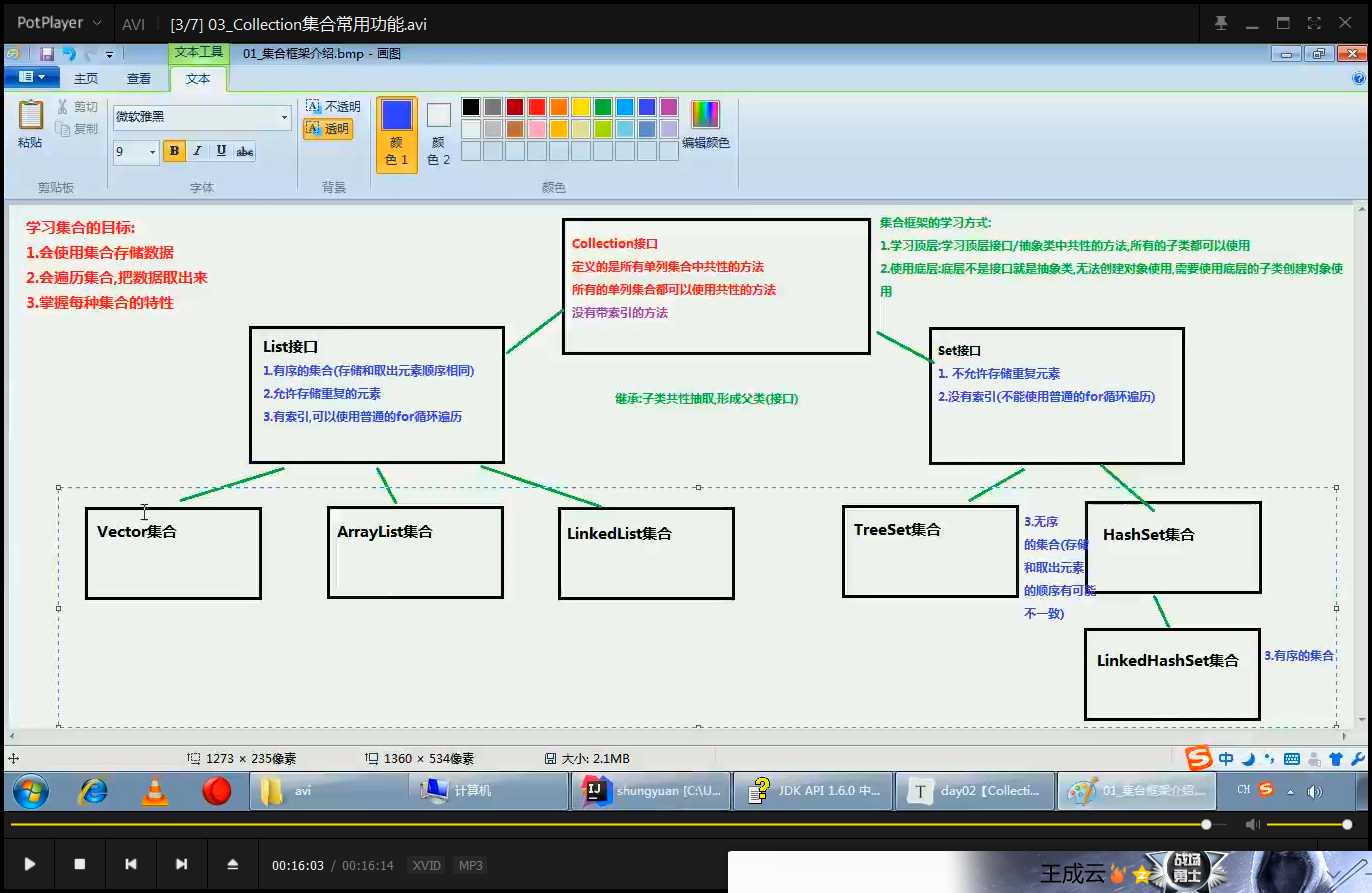 PotPlayer
AVI
[3/7] 03_Collection集合常用功能.avi
文本工具
01_集合框架介绍.bmp - 画图
主页
查看
文本
粘贴
剪切
复制
剪贴板
微软雅黑
9
B I U abc
字体
不透明
透明
背景
颜色 1
颜色 2
编辑颜色
颜色
学习集合的目标:
1.会使用集合存储数据
2.会遍历集合,把数据取出来
3.掌握每种集合的特性
Collection接口
定义的是所有单列集合中共性的方法
所有的单列集合都可以使用共性的方法
没有带索引的方法
集合框架的学习方式:
1.学习顶层:学习顶层接口/抽象类中共性的方法,所有的子类都可以使用
2.使用底层:底层不是接口就是抽象类,无法创建对象使用,需要使用底层的子类创建对象使
用
List接口
1.有序的集合(存储和取出元素顺序相同)
2.允许存储重复的元素
3.有索引,可以使用普通的for循环遍历
继承:子类共性抽取,形成父类(接口)
Set接口
1. 不允许存储重复元素
2.没有索引(不能使用普通的for循环遍历)
Vector集合
ArrayList集合
LinkedList集合
TreeSet集合
3.无序
的集合(存储
和取出元素
的顺序有可能
不一致)
HashSet集合
LinkedHashSet集合
3.有序的集合
1273 × 235像素
1360 × 534像素
大小: 2.1MB
中
avi
计算机
shungyuan [C:\U...
JDK API 1.6.0 中...
day02【Collecti...
01_集合框架介绍....
CH
00:16:03 / 00:16:14
XVID
MP3
王成云
战场
勇士